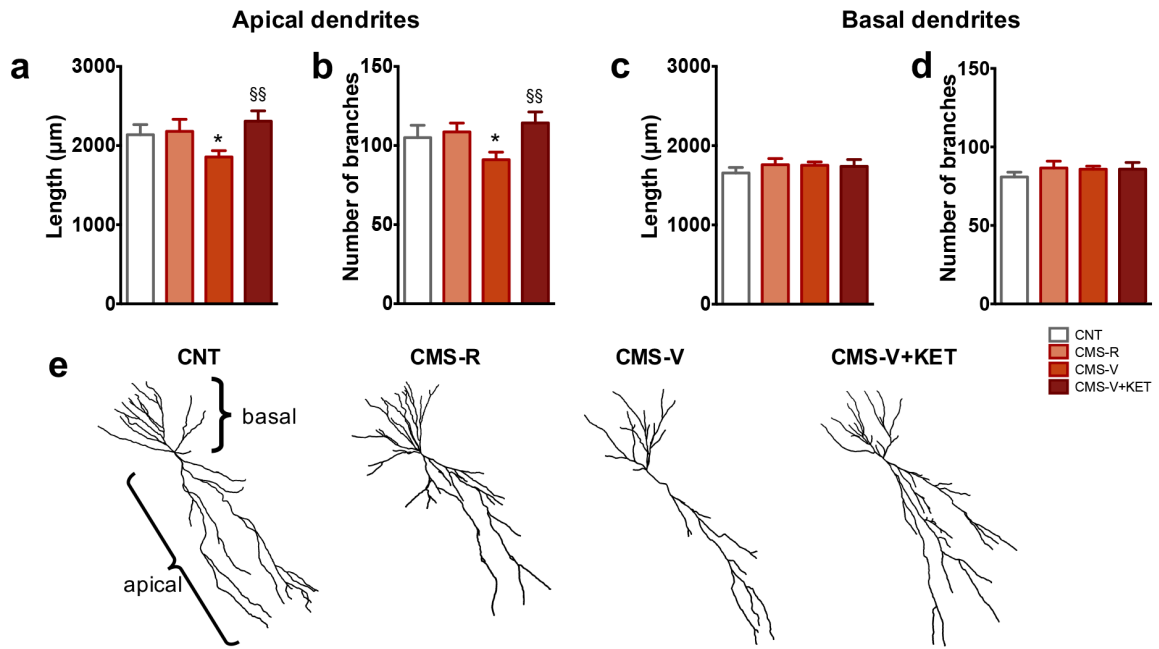 Apical dendrites
Basal dendrites
a
Length (µm)
3000
2000
1000
0
*
§§
b
Number of branches
150
100
50
0
*
§§
c
Length (µm)
3000
2000
1000
0
d
Number of branches
150
100
50
0
CNT
CMS-R
CMS-V
CMS-V+KET
e
CNT
CMS-R
CMS-V
CMS-V+KET
basal
apical